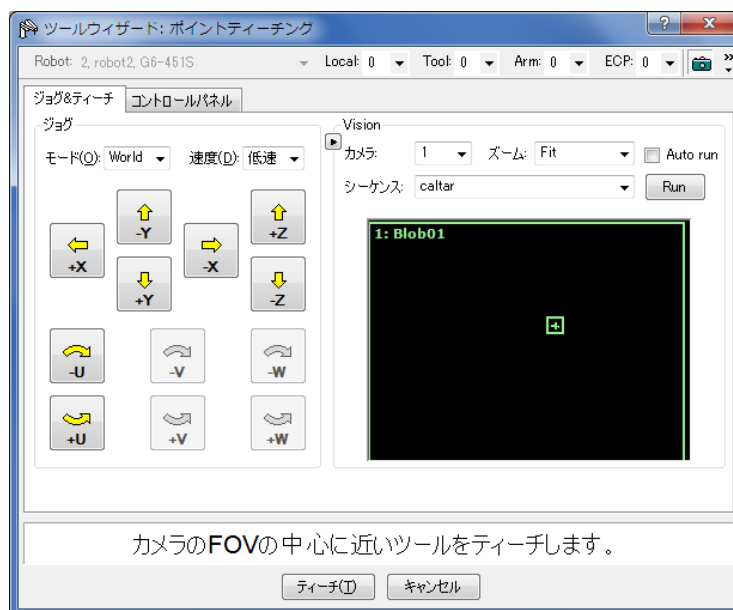 ツールウィザード: ポイントティーチング
Robot: 2, robot2, G6-451S Local: 0 Tool: 0 Arm: 0 ECP: 0
ジョグ&ティーチ コントロールパネル
ジョグ
モード(O): World 速度(D): 低速
-Y +Z
+X -X
+Y -Z
-U -V -W
+U +V +W
Vision
カメラ: 1 ズーム: Fit Auto run
シーケンス: caltar Run
1: Blob01
カメラのFOVの中心に近いツールをティーチします。
ティーチ(T) キャンセル